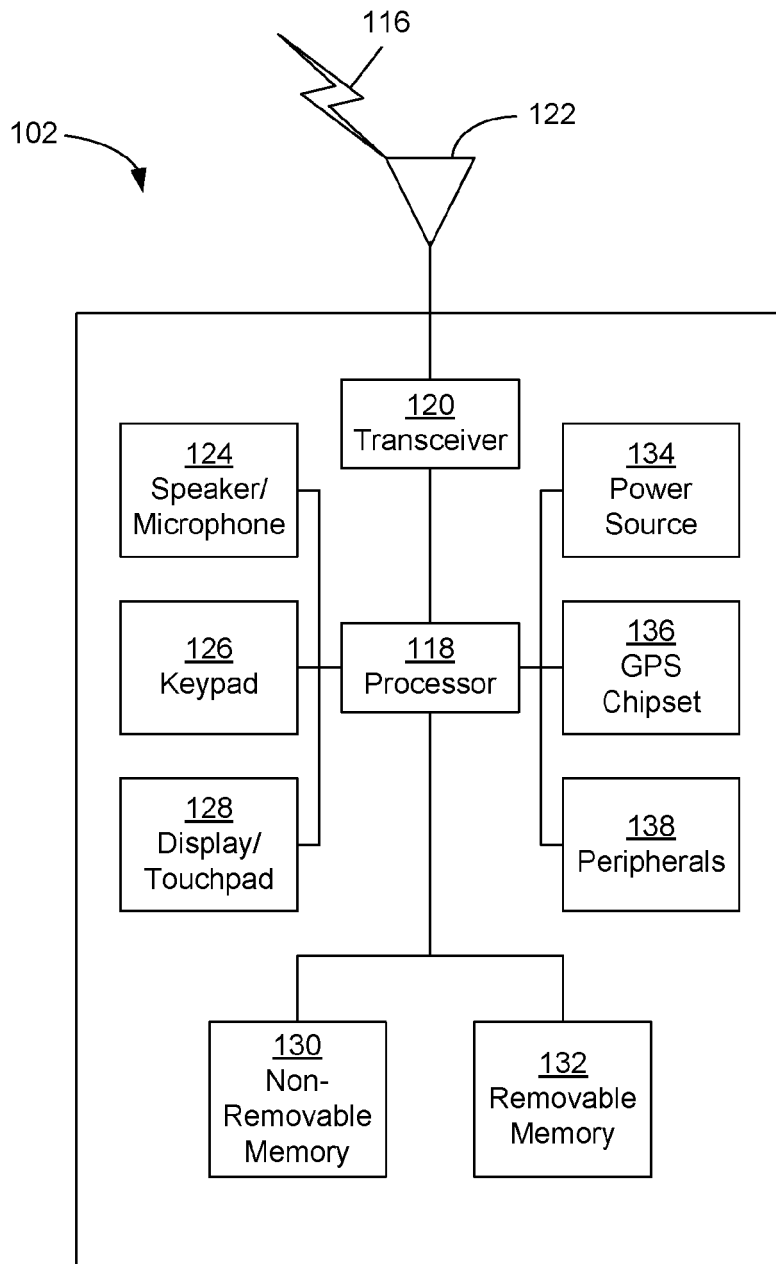 116
102
122
120
Transceiver
124
Speaker/
Microphone
134
Power
Source
126
Keypad
118
Processor
136
GPS
Chipset
128
Display/
Touchpad
138
Peripherals
130
Non-
Removable
Memory
132
Removable
Memory